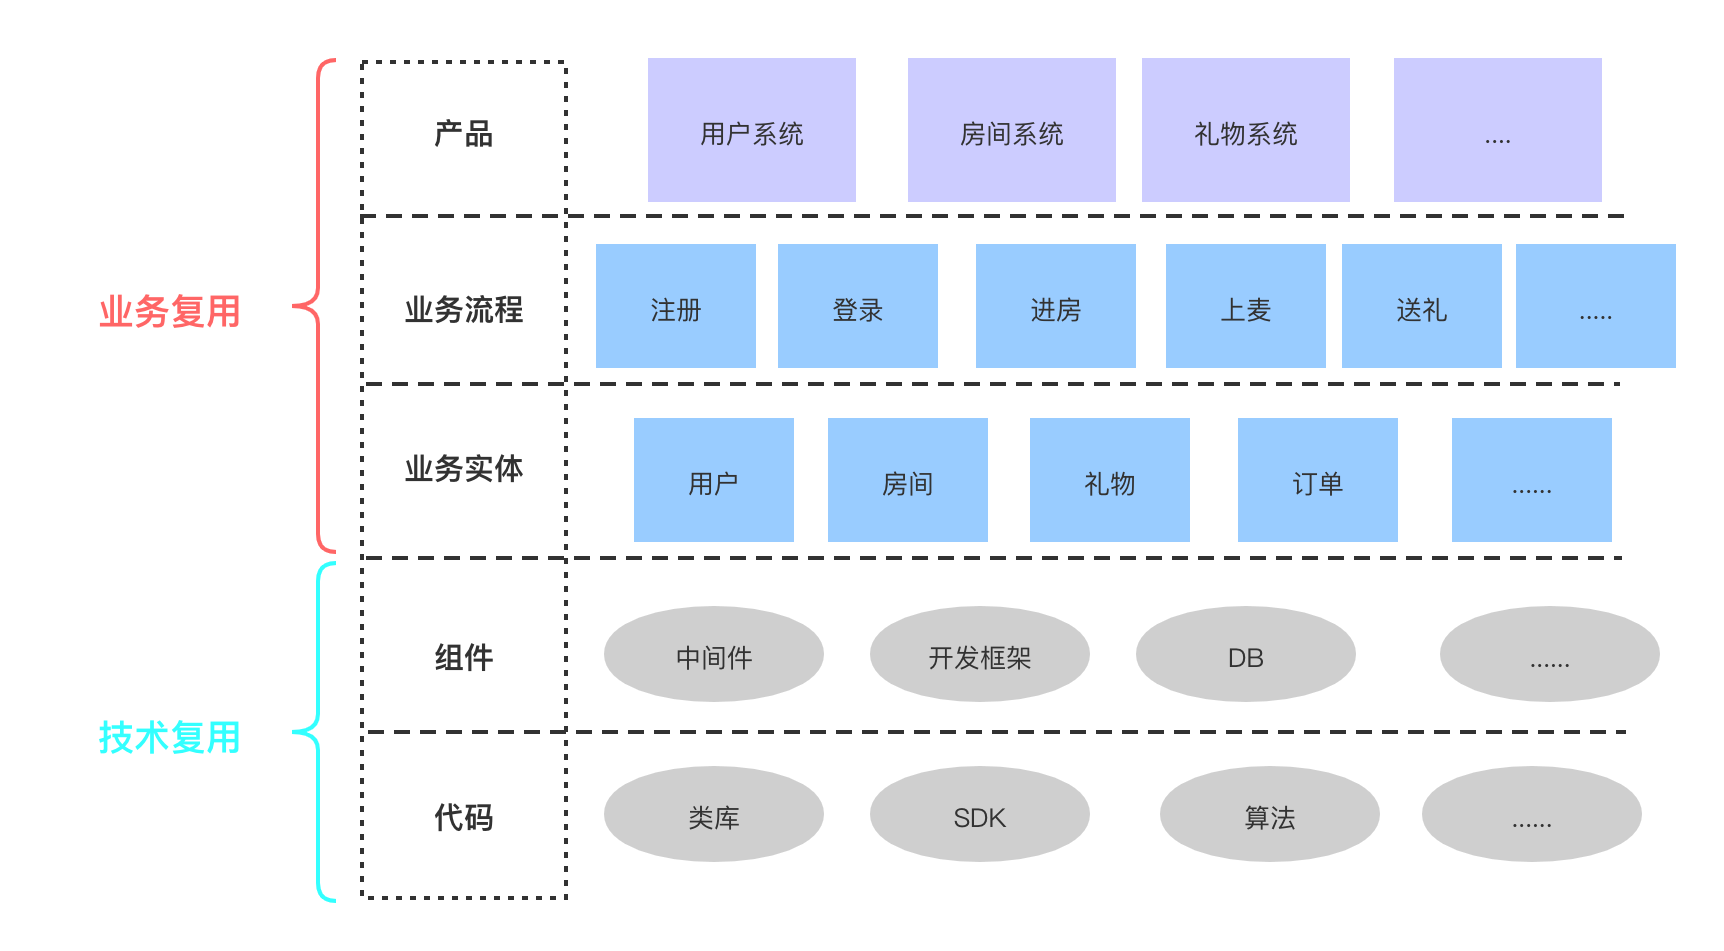 产品
用户系统
房间系统
礼物系统
....
业务复用
业务流程
注册
登录
进房
上麦
送礼
.....
业务实体
用户
房间
礼物
订单
......
技术复用
组件
中间件
开发框架
DB
......
代码
类库
SDK
算法
......